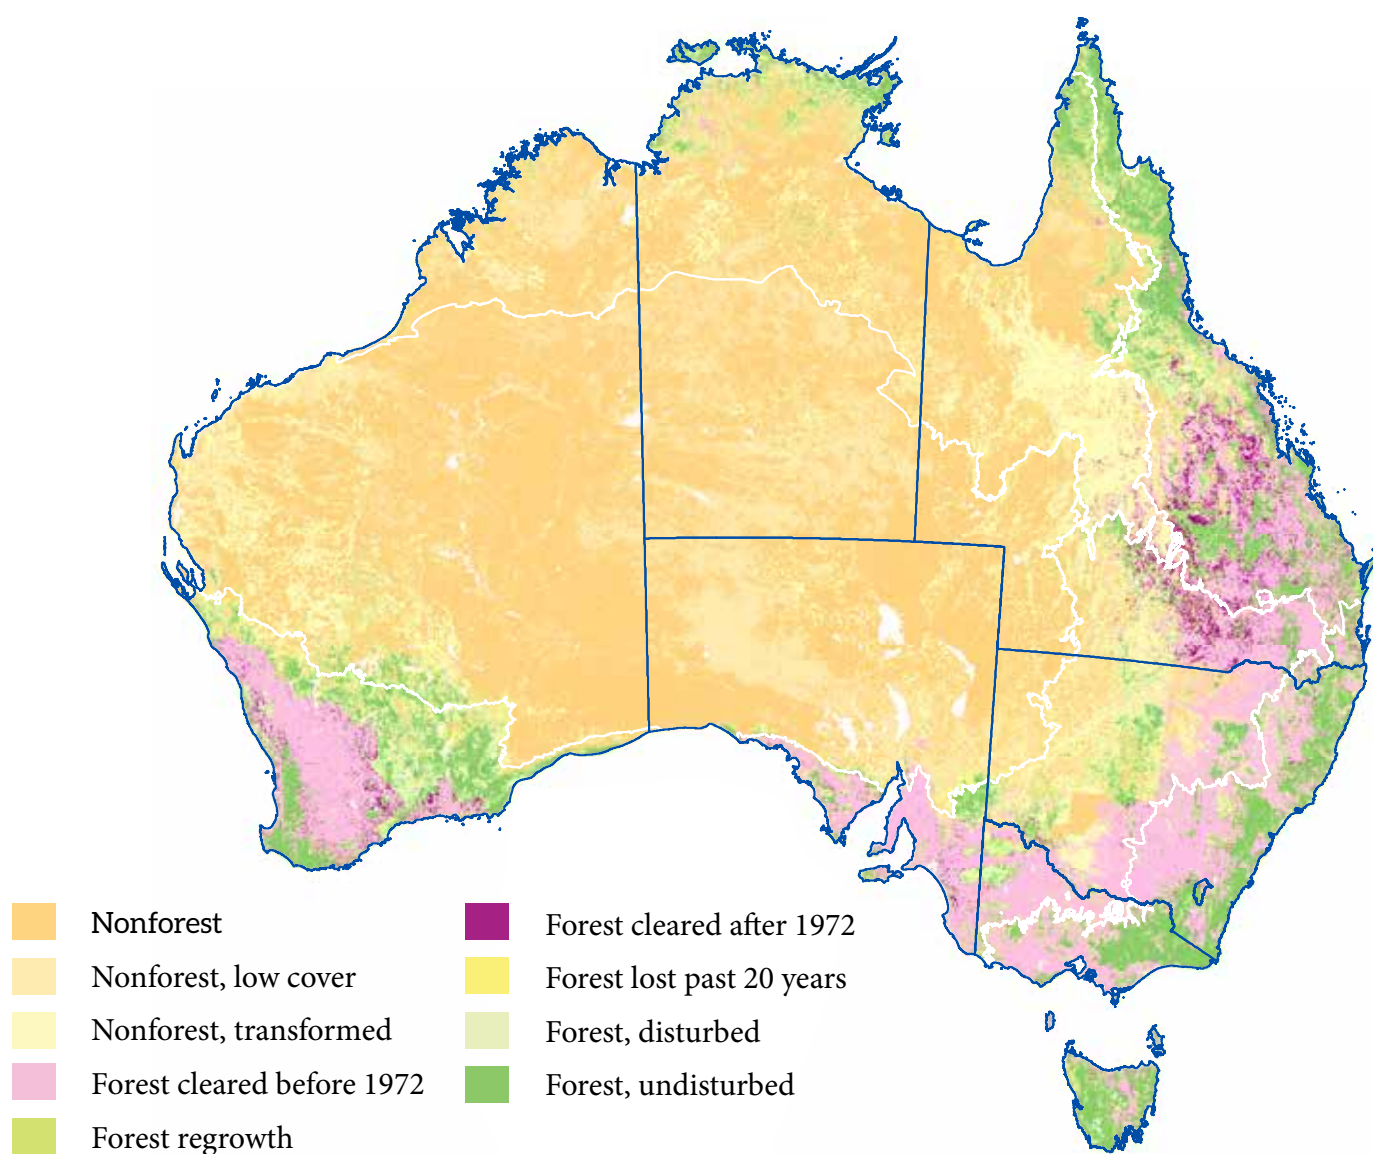 Nonforest
Nonforest, low cover
Nonforest, transformed
Forest cleared before 1972
Forest regrowth
Forest cleared after 1972
Forest lost past 20 years
Forest, disturbed
Forest, undisturbed